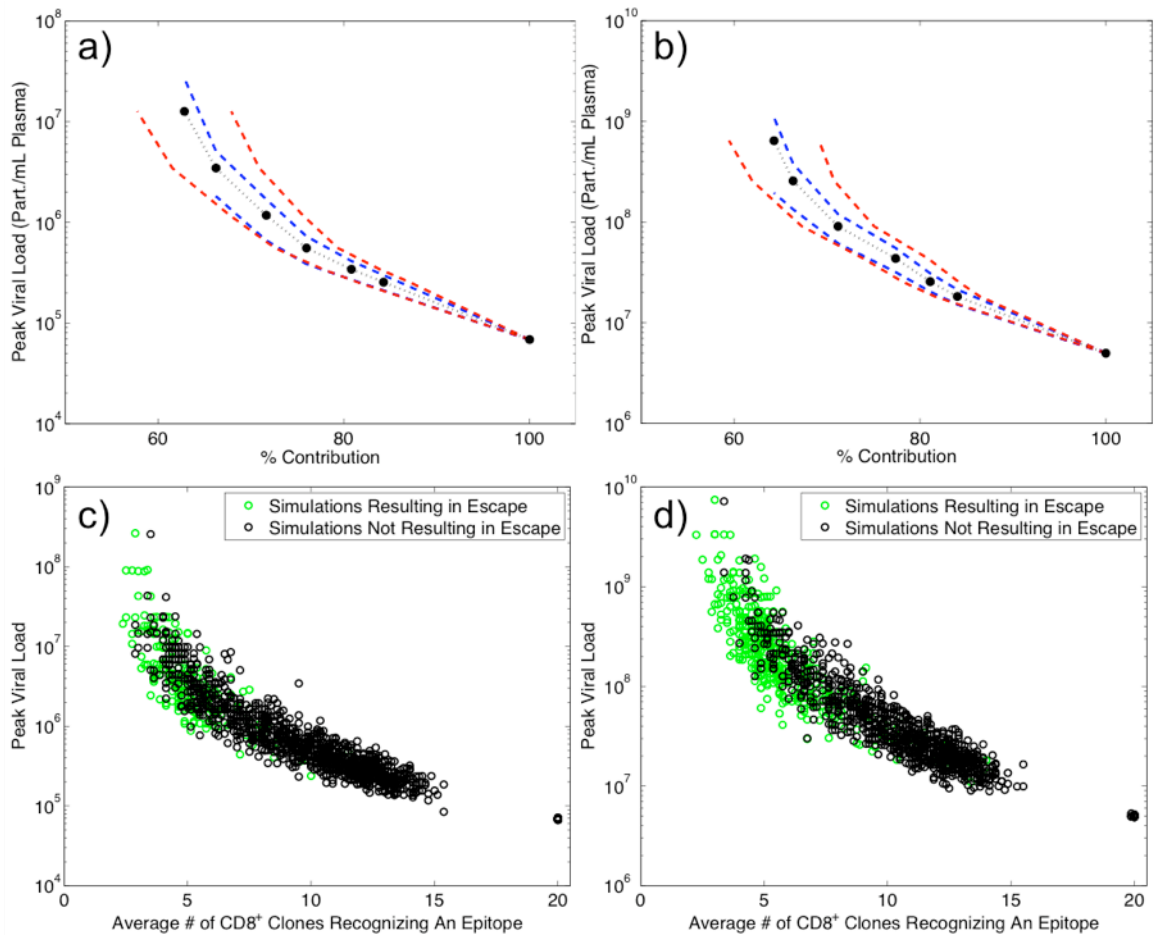 a)
Peak Viral Load (Part./mL Plasma)
10^8
10^7
10^6
10^5
10^4
60
80
100
% Contribution
b)
Peak Viral Load (Part./mL Plasma)
10^10
10^9
10^8
10^7
10^6
60
80
100
% Contribution
c)
Simulations Resulting in Escape
Simulations Not Resulting in Escape
Peak Viral Load
10^9
10^8
10^7
10^6
10^5
10^4
0
5
10
15
20
Average # of CD8^+ Clones Recognizing An Epitope
d)
Simulations Resulting in Escape
Simulations Not Resulting in Escape
Peak Viral Load
10^10
10^9
10^8
10^7
10^6
0
5
10
15
20
Average # of CD8^+ Clones Recognizing An Epitope